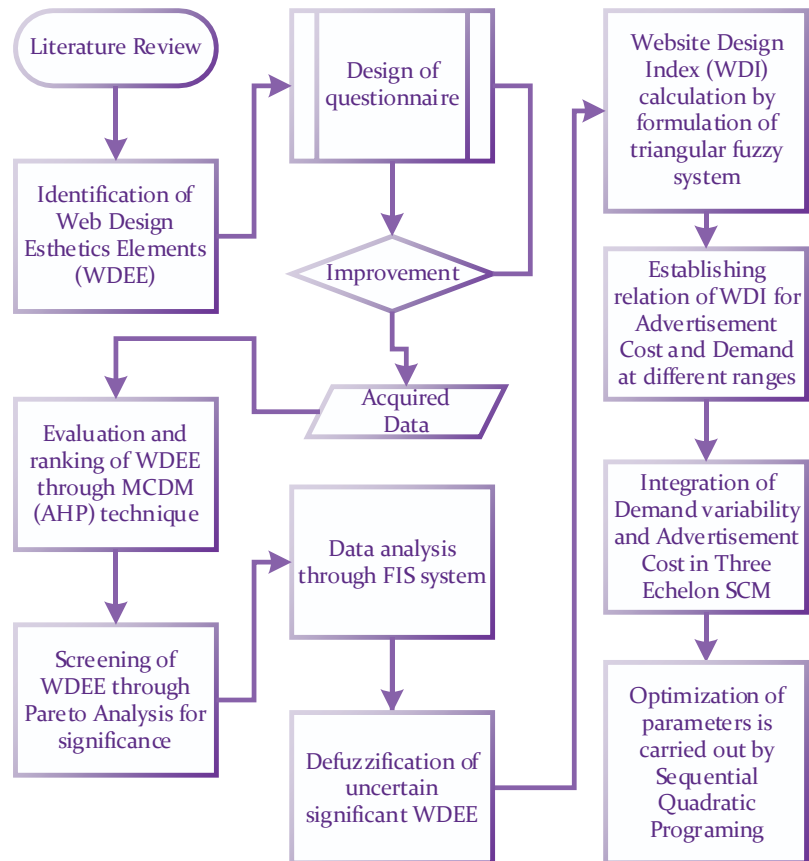 Literature Review
Identification of
Web Design
Esthetics Elements
(WDEE)
Design of
questionnaire
Improvement
Acquired
Data
Evaluation and
ranking of WDEE
through MCDM
(AHP) technique
Screening of
WDEE through
Pareto Analysis for
significance
Data analysis
through FIS system
Defuzzification of
uncertain
significant WDEE
Website Design
Index (WDI)
calculation by
formulation of
triangular fuzzy
system
Establishing
relation of WDI for
Advertisement
Cost and Demand
at different ranges
Integration of
Demand variability
and Advertisement
Cost in Three
Echelon SCM
Optimization of
parameters is
carried out by
Sequential
Quadratic
Programing